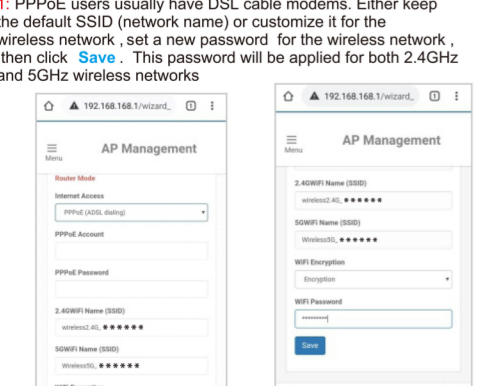 1: PPPoE users usually have DSL cable modems. Either keep
the default SSID (network name) or customize it for the
wireless network , set a new password for the wireless network ,
then click Save . This password will be applied for both 2.4GHz
and 5GHz wireless networks
192.168.168.1/wizard_
1
Menu
AP Management
Router Mode
Internet Access
PPPoE (ADSL dialing)
PPPoE Account
PPPoE Password
2.4GWiFi Name (SSID)
wireless2.4G_ ******
5GWiFi Name (SSID)
Wireless5G_ ******
192.168.168.1/wizard_
1
Menu
AP Management
2.4GWiFi Name (SSID)
wireless2.4G_ ******
5GWiFi Name (SSID)
Wireless5G_ ******
WiFi Encryption
Encryption
WiFi Password
•••••••••
Save